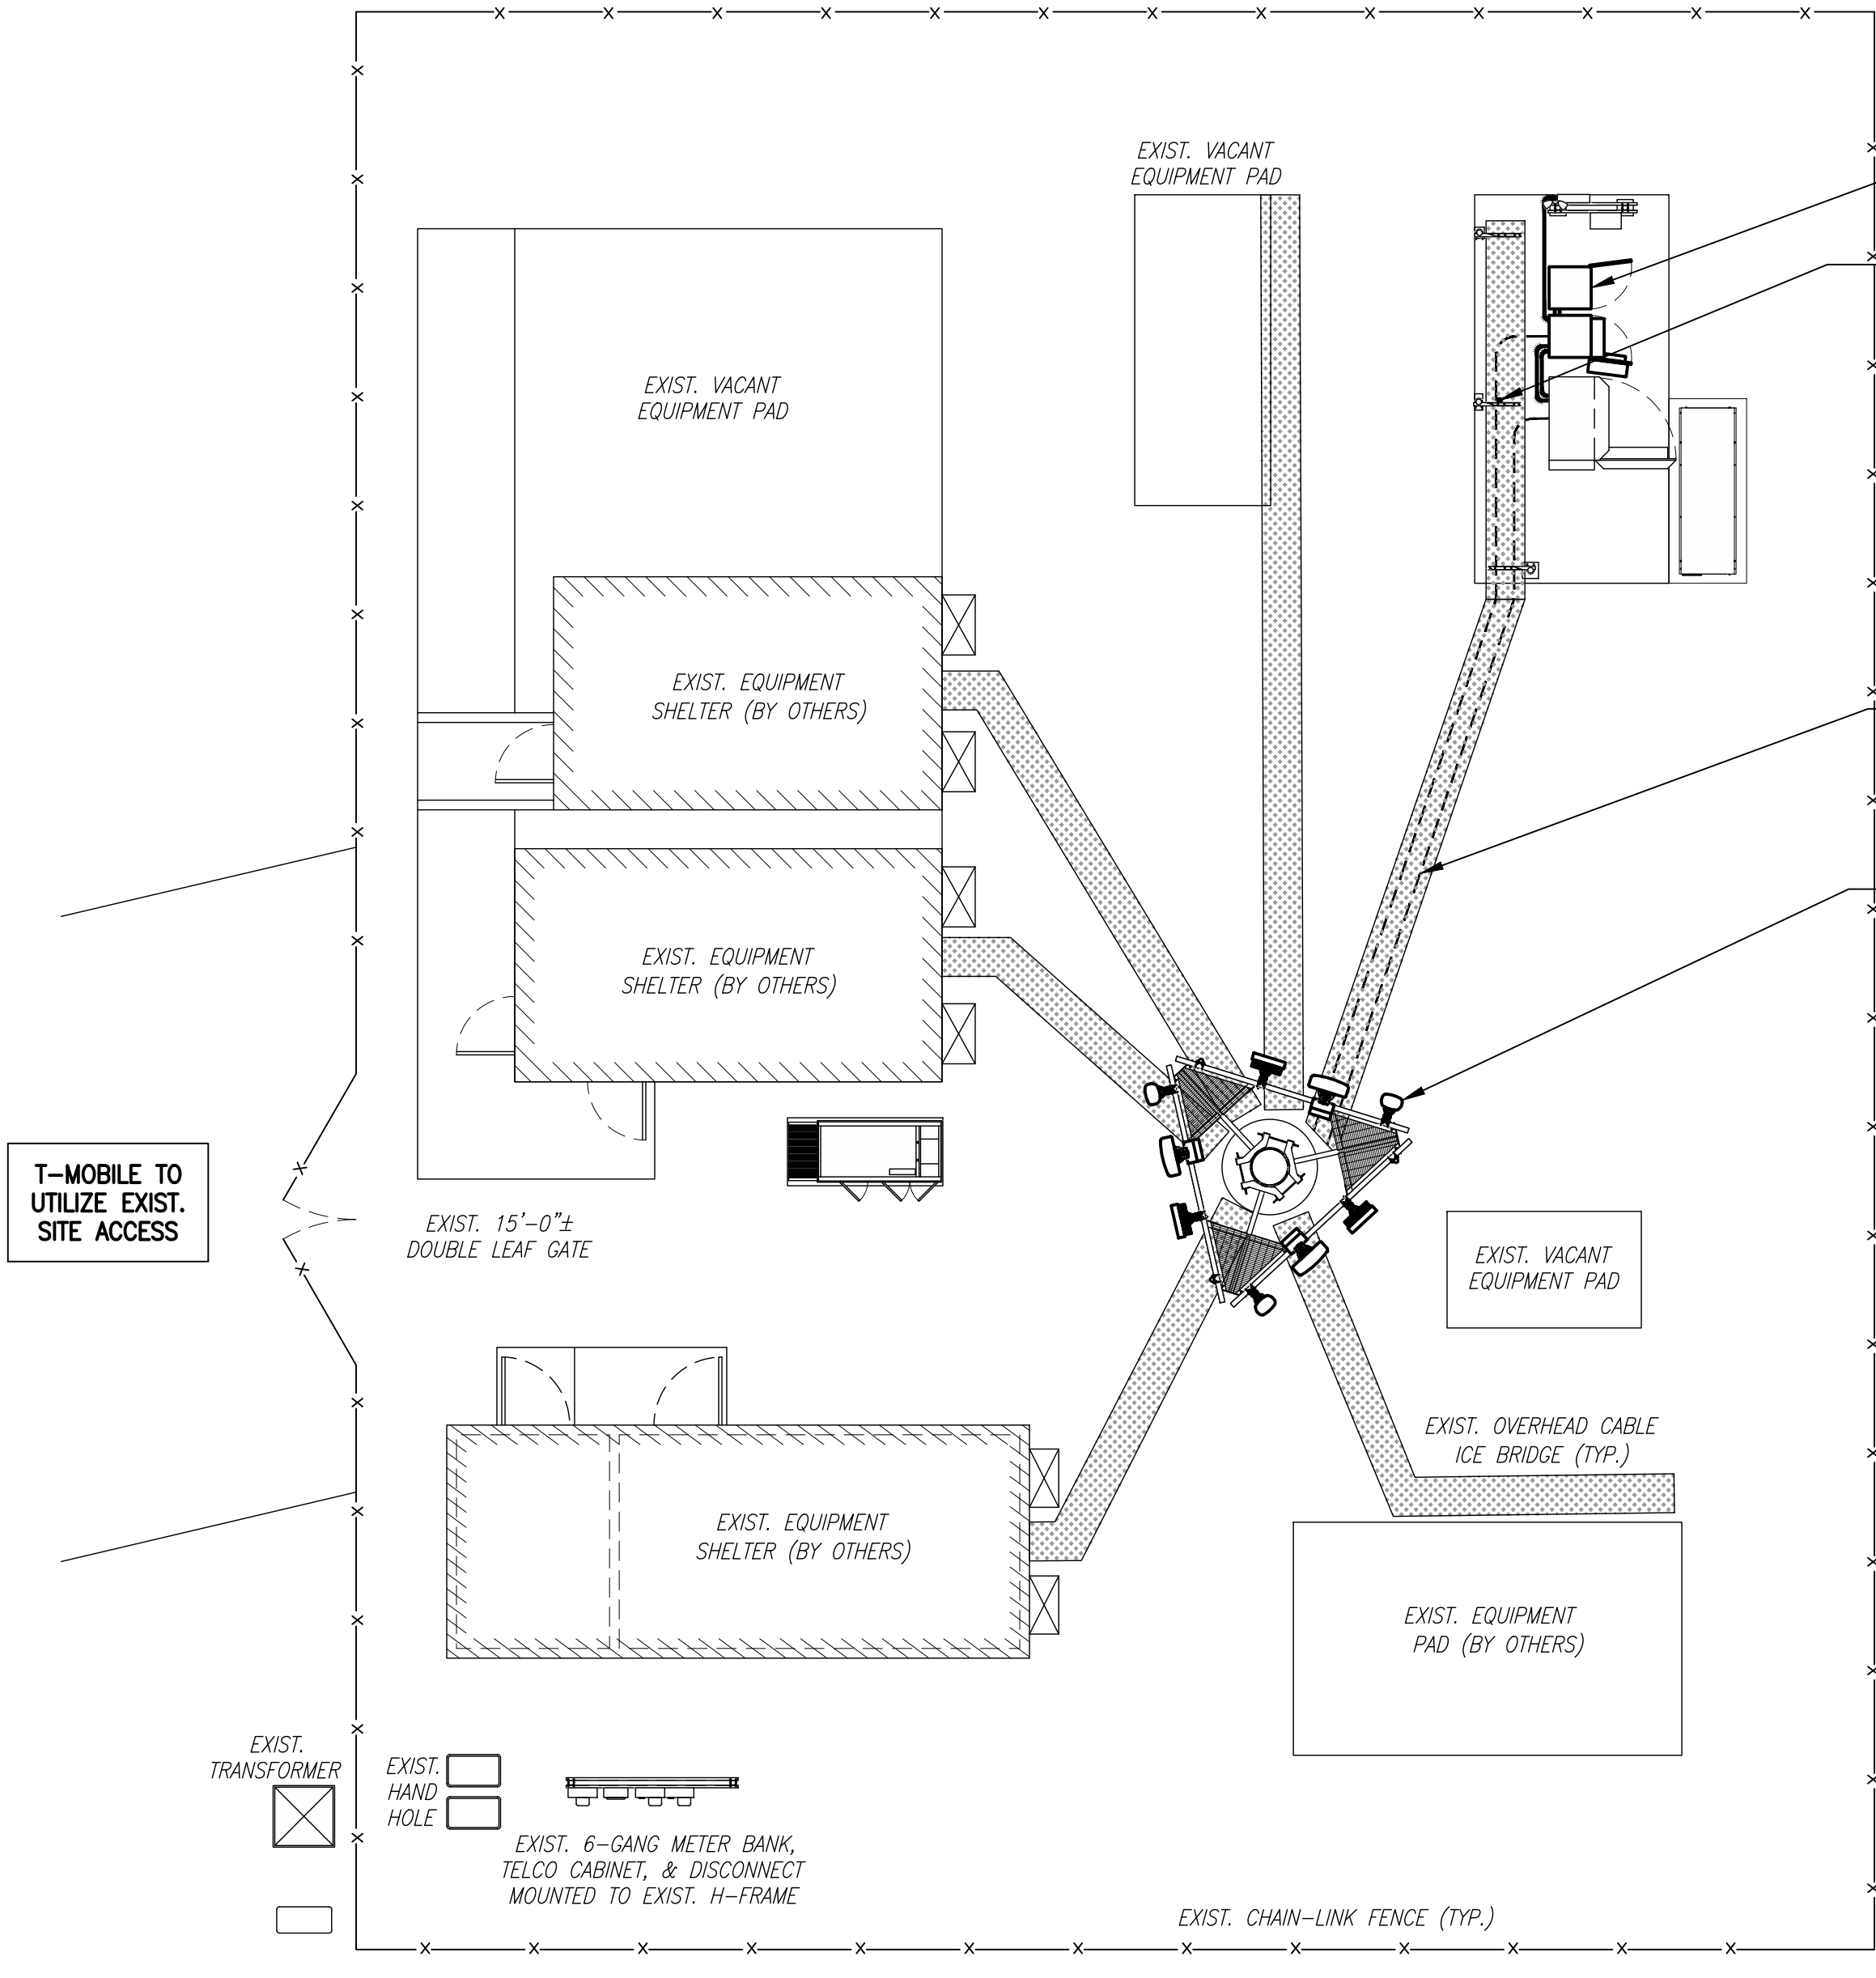 EXIST. VACANT
EQUIPMENT PAD
EXIST. VACANT
EQUIPMENT PAD
EXIST. EQUIPMENT
SHELTER (BY OTHERS)
EXIST. EQUIPMENT
SHELTER (BY OTHERS)
T-MOBILE TO
UTILIZE EXIST.
SITE ACCESS
EXIST. 15'-0"±
DOUBLE LEAF GATE
EXIST. VACANT
EQUIPMENT PAD
EXIST. OVERHEAD CABLE
ICE BRIDGE (TYP.)
EXIST. EQUIPMENT
SHELTER (BY OTHERS)
EXIST. EQUIPMENT
PAD (BY OTHERS)
EXIST.
TRANSFORMER
EXIST.
HAND
HOLE
EXIST. 6-GANG METER BANK,
TELCO CABINET, & DISCONNECT
MOUNTED TO EXIST. H-FRAME
EXIST. CHAIN-LINK FENCE (TYP.)